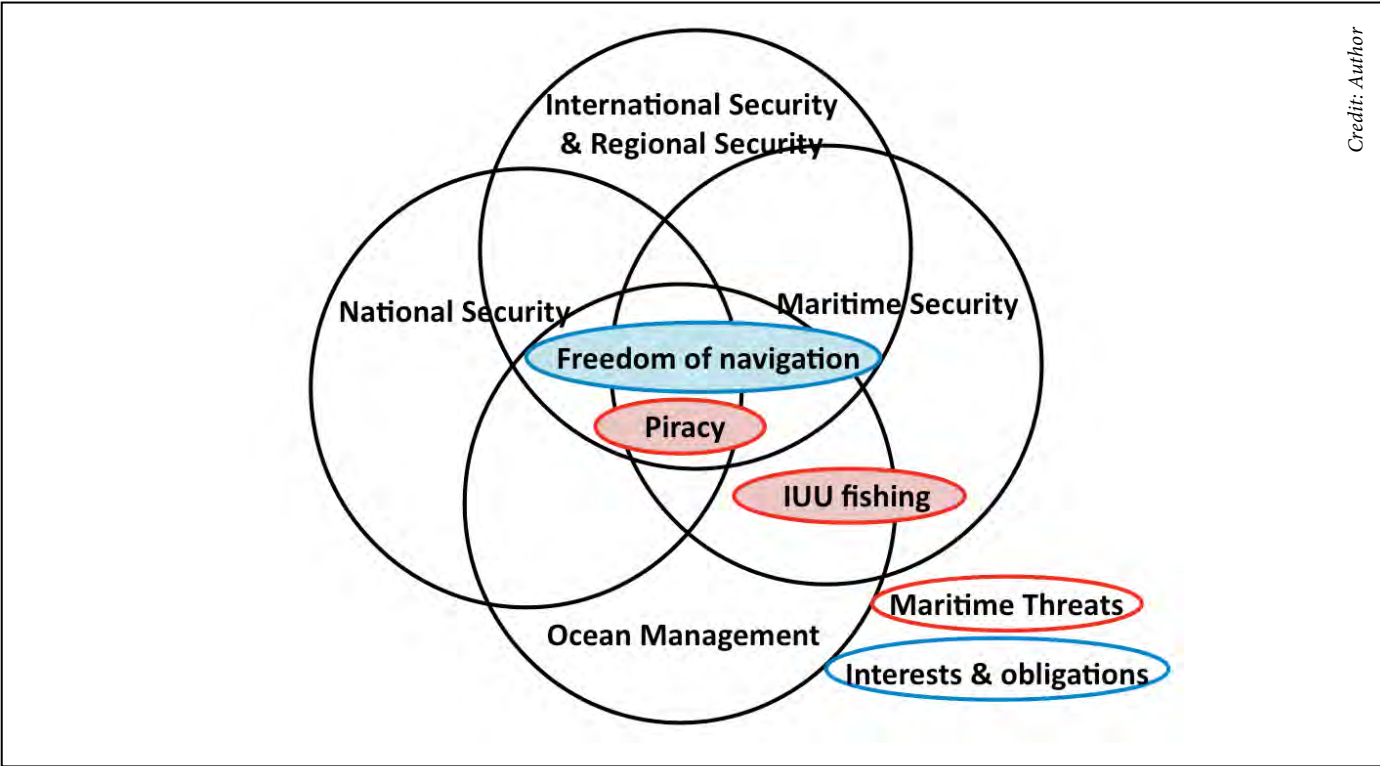 Credit: Author
International Security
& Regional Security
National Security
Maritime Security
Freedom of navigation
Piracy
IUU fishing
Maritime Threats
Ocean Management
Interests & obligations